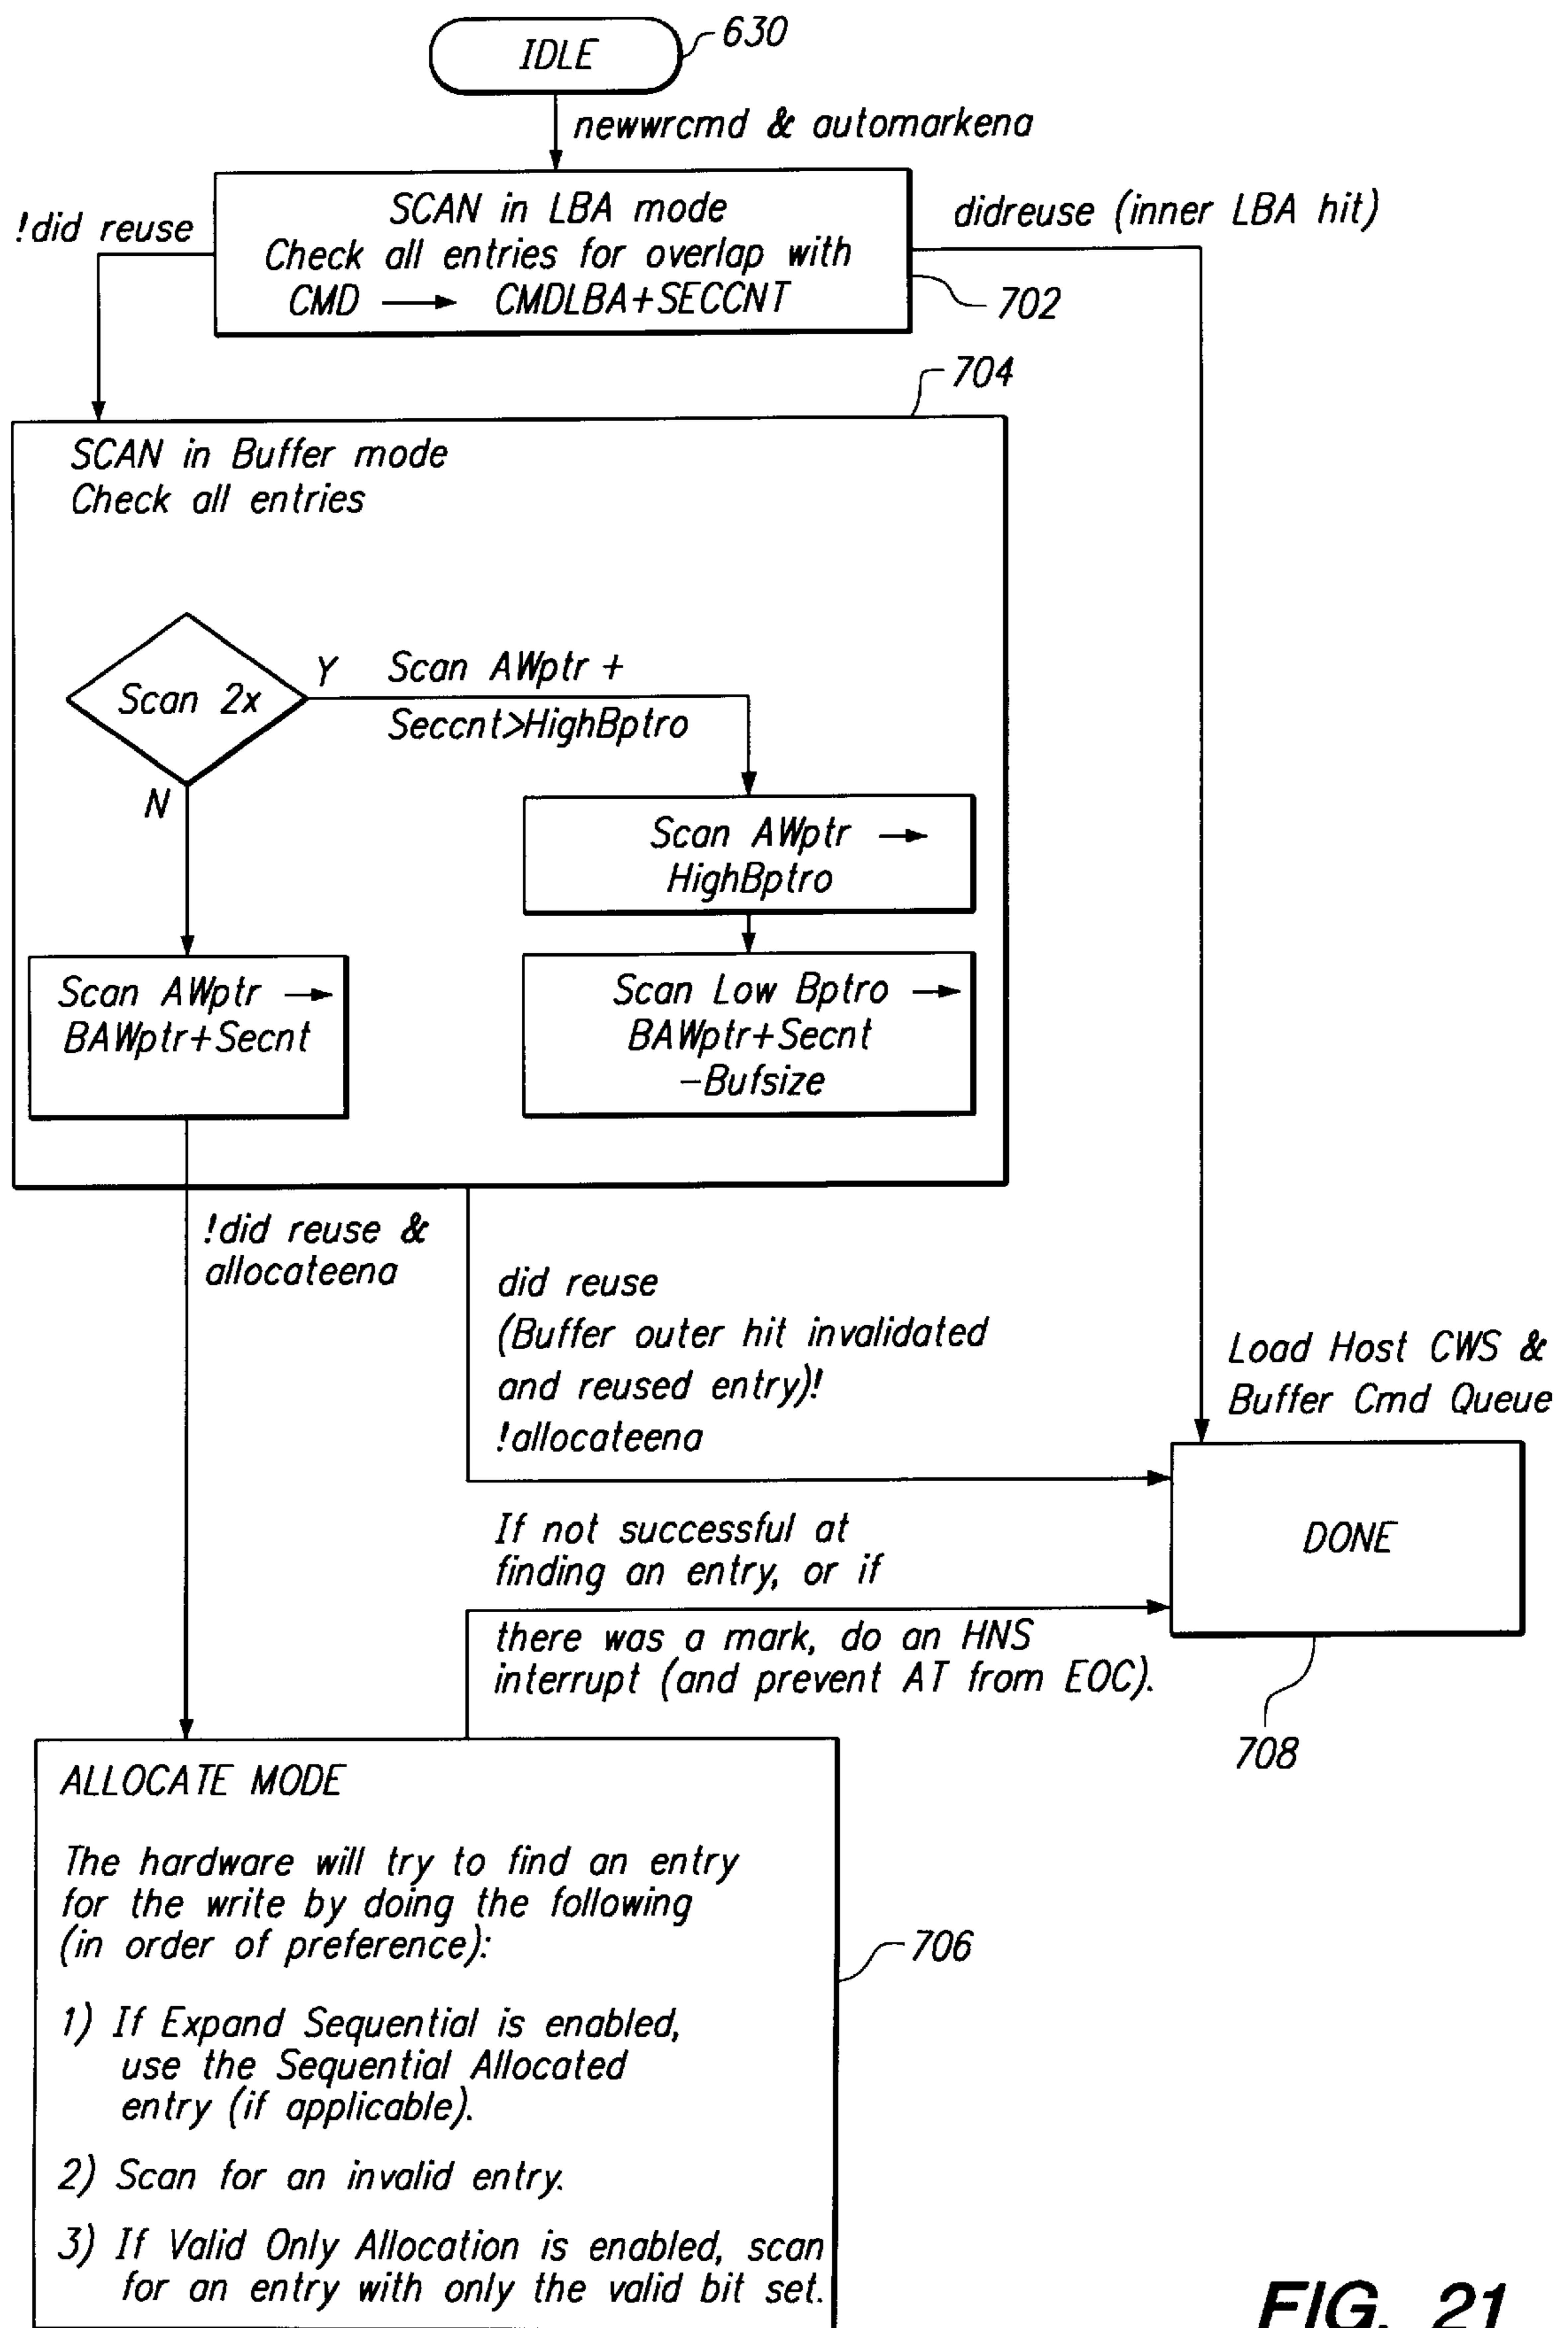 IDLE
630
newwrcmd & automarkena
SCAN in LBA mode
Check all entries for overlap with
CMD → CMDLBA+SECCNT
!did reuse
didreuse (inner LBA hit)
702
704
SCAN in Buffer mode
Check all entries
Scan 2x
Y
Scan AWptr +
Seccnt>HighBptro
N
Scan AWptr →
HighBptro
Scan AWptr →
BAWptr+Secnt
Scan Low Bptro →
BAWptr+Secnt
-Bufsize
!did reuse &
allocateena
did reuse
(Buffer outer hit invalidated
and reused entry)!
!allocateena
Load Host CWS &
Buffer Cmd Queue
DONE
708
If not successful at
finding an entry, or if
there was a mark, do an HNS
interrupt (and prevent AT from EOC).
ALLOCATE MODE
The hardware will try to find an entry
for the write by doing the following
(in order of preference):
706
1) If Expand Sequential is enabled,
use the Sequential Allocated
entry (if applicable).
2) Scan for an invalid entry.
3) If Valid Only Allocation is enabled, scan
for an entry with only the valid bit set.
FIG. 21